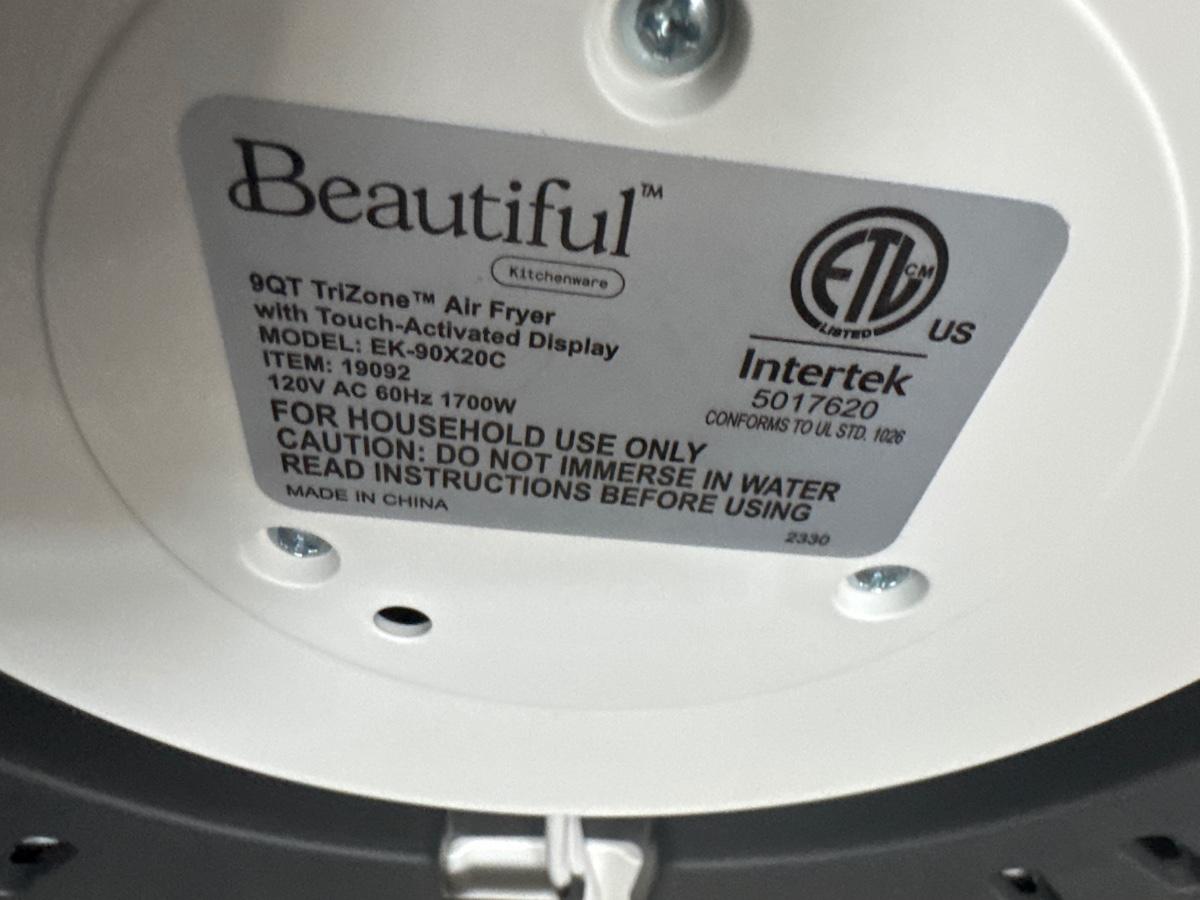 Beautiful™
Kitchenware
9QT TriZone™ Air Fryer
with Touch-Activated Display
MODEL: EK-90X20C
ITEM: 19092
120V AC 60Hz 1700W
FOR HOUSEHOLD USE ONLY
CAUTION: DO NOT IMMERSE IN WATER
READ INSTRUCTIONS BEFORE USING
MADE IN CHINA
ETL CM
LISTED
US
Intertek
5017620
CONFORMS TO UL STD. 1026
2330